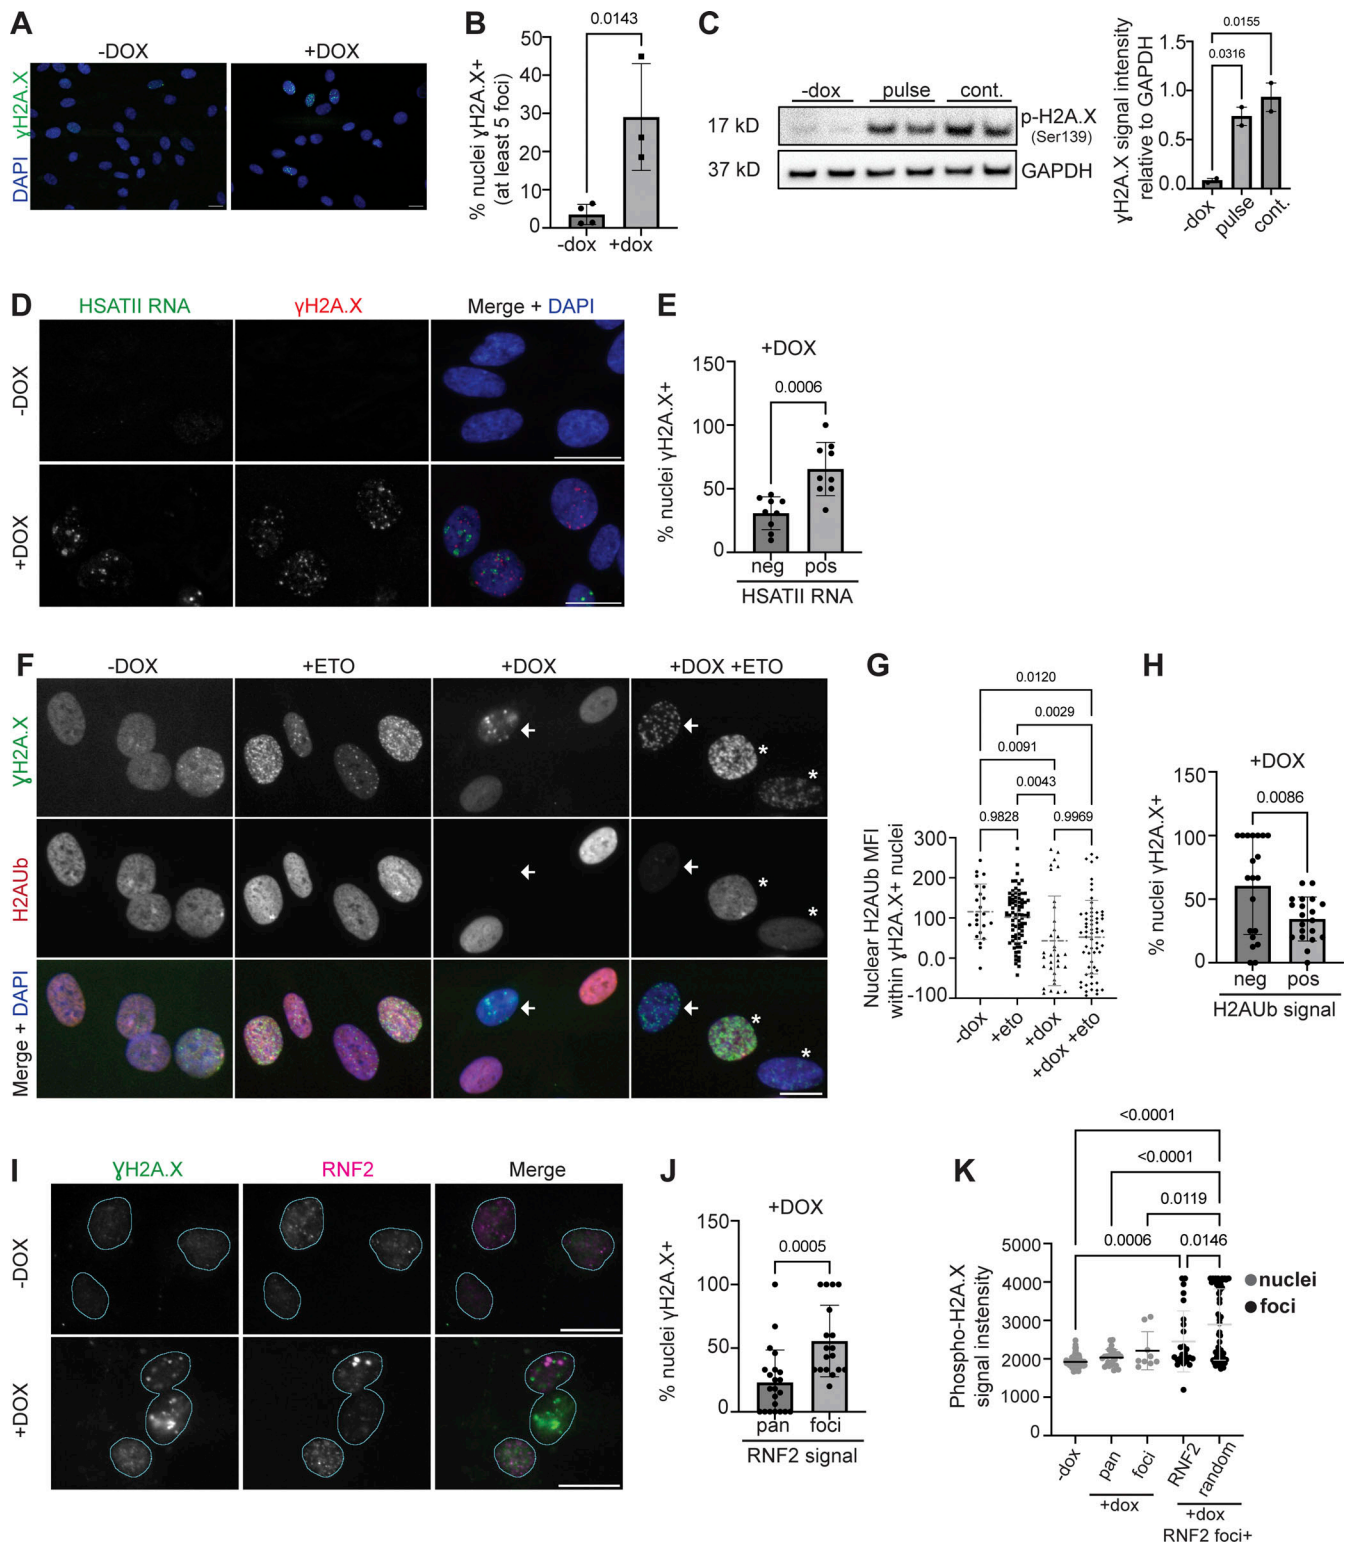 A
-DOX
+DOX
DAPI ɣH2A.X
B
0.0143
% nuclei ɣH2A.X+
(at least 5 foci)
50
40
30
20
10
0
-dox
+dox
C
-dox
pulse
cont.
17 kD
p-H2A.X
(Ser139)
37 kD
GAPDH
0.0155
0.0316
ɣH2A.X signal intensity
relative to GAPDH
1.5
1.0
0.5
0.0
-dox
pulse
cont.
D
HSATII RNA
γH2A.X
Merge + DAPI
-DOX
+DOX
E
+DOX
0.0006
% nuclei γH2A.X+
150
100
50
0
neg
pos
HSATII RNA
F
-DOX
+ETO
+DOX
+DOX +ETO
ɣH2A.X
*
*
H2AUb
*
*
Merge + DAPI
*
*
G
0.0120
0.0029
0.0091
0.0043
0.9828
0.9969
Nuclear H2AUb MFI
within ɣH2A.X+ nuclei
300
200
100
0.0
-100
-dox
+eto
+dox
+dox +eto
H
+DOX
0.0086
% nuclei γH2A.X+
150
100
50
0
neg
pos
H2AUb signal
I
ɣH2A.X
RNF2
Merge
-DOX
+DOX
J
+DOX
0.0005
% nuclei γH2A.X+
150
100
50
0
pan
foci
RNF2 signal
K
<0.0001
<0.0001
0.0119
0.0006
0.0146
Phospho-H2A.X
signal instensity
5000
4000
3000
2000
1000
0
nuclei
foci
-dox
pan
foci
RNF2
random
+dox
+dox
RNF2 foci+